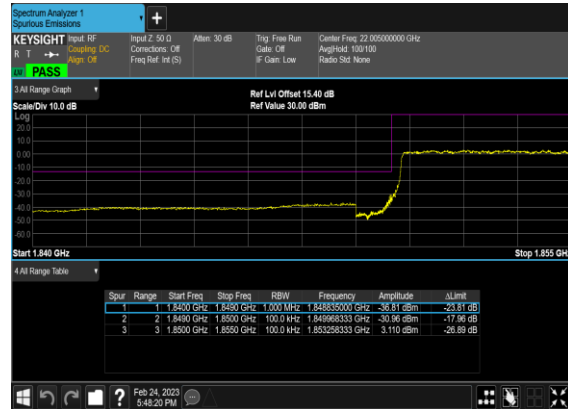 Spectrum Analyzer 1
Spurious Emissions
KEYSIGHT Input: RF Input Z: 50 Ω Atten: 30 dB Trig: Free Run Center Freq: 22.005000000 GHz
R T Coupling: DC Corrections: Off Gate: Off Avg|Hold: 100/100
Align: Off Freq Ref: Int (S) IF Gain: Low Radio Std: None
PASS
3 All Range Graph
Ref Lvl Offset 15.40 dB
Scale/Div 10.0 dB Ref Value 30.00 dBm
Log
20.0
10.0
0.00
-10.0
-20.0
-30.0
-40.0
-50.0
-60.0
Start 1.840 GHz Stop 1.855 GHz
4 All Range Table
Spur Range Start Freq Stop Freq RBW Frequency Amplitude ΔLimit
1 1 1.8400 GHz 1.8490 GHz 1.000 MHz 1.848835000 GHz -36.81 dBm -23.81 dB
2 2 1.8490 GHz 1.8500 GHz 100.0 kHz 1.849968333 GHz -30.96 dBm -17.96 dB
3 3 1.8500 GHz 1.8550 GHz 100.0 kHz 1.853258333 GHz 3.110 dBm -26.89 dB
? Feb 24, 2023
5:48:20 PM